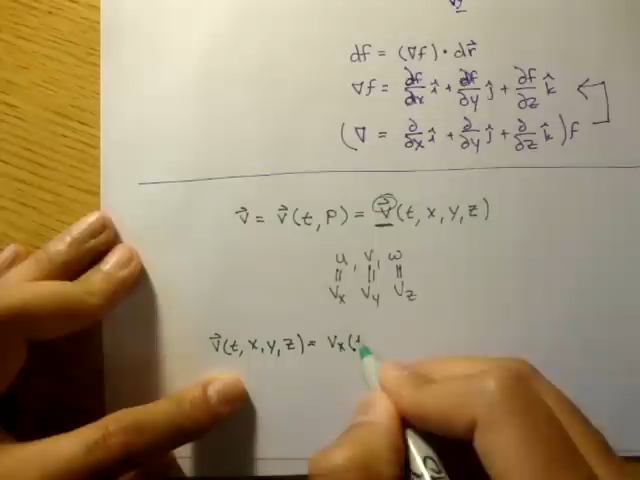 ∇y
df = (∇f) · dr⃗
∇f = ∂f/∂x î + ∂f/∂y ĵ + ∂f/∂z k̂
(∇ = ∂/∂x î + ∂/∂y ĵ + ∂/∂z k̂) f
v⃗ = v⃗(t, P) = v⃗(t, x, y, z)
u, v, w
= = =
Vx Vy Vz
v⃗(t, x, y, z) = Vx(t